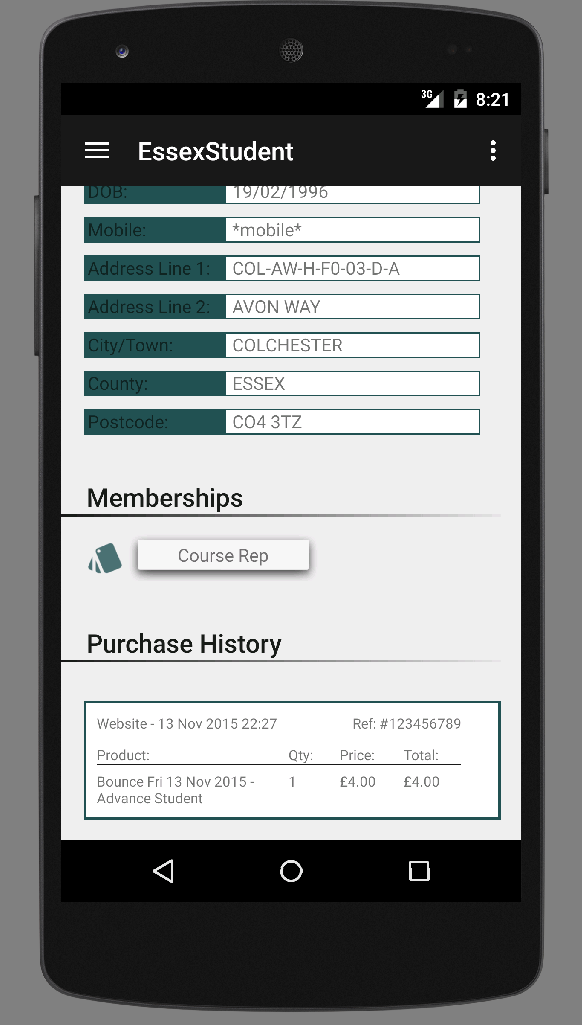 3G 8:21
EssexStudent
DOB: 19/02/1996
Mobile: *mobile*
Address Line 1: COL-AW-H-F0-03-D-A
Address Line 2: AVON WAY
City/Town: COLCHESTER
County: ESSEX
Postcode: CO4 3TZ
Memberships
Course Rep
Purchase History
Website - 13 Nov 2015 22:27 Ref: #123456789
Product: Qty: Price: Total:
Bounce Fri 13 Nov 2015 - 1 £4.00 £4.00
Advance Student